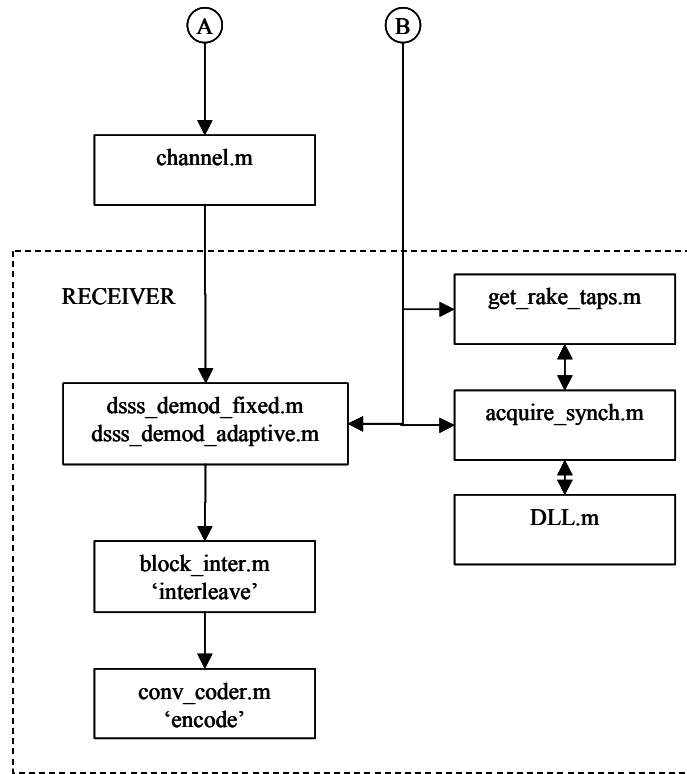 A
B
channel.m
RECEIVER
get_rake_taps.m
dsss_demod_fixed.m
dsss_demod_adaptive.m
acquire_synch.m
DLL.m
block_inter.m
‘interleave’
conv_coder.m
‘encode’